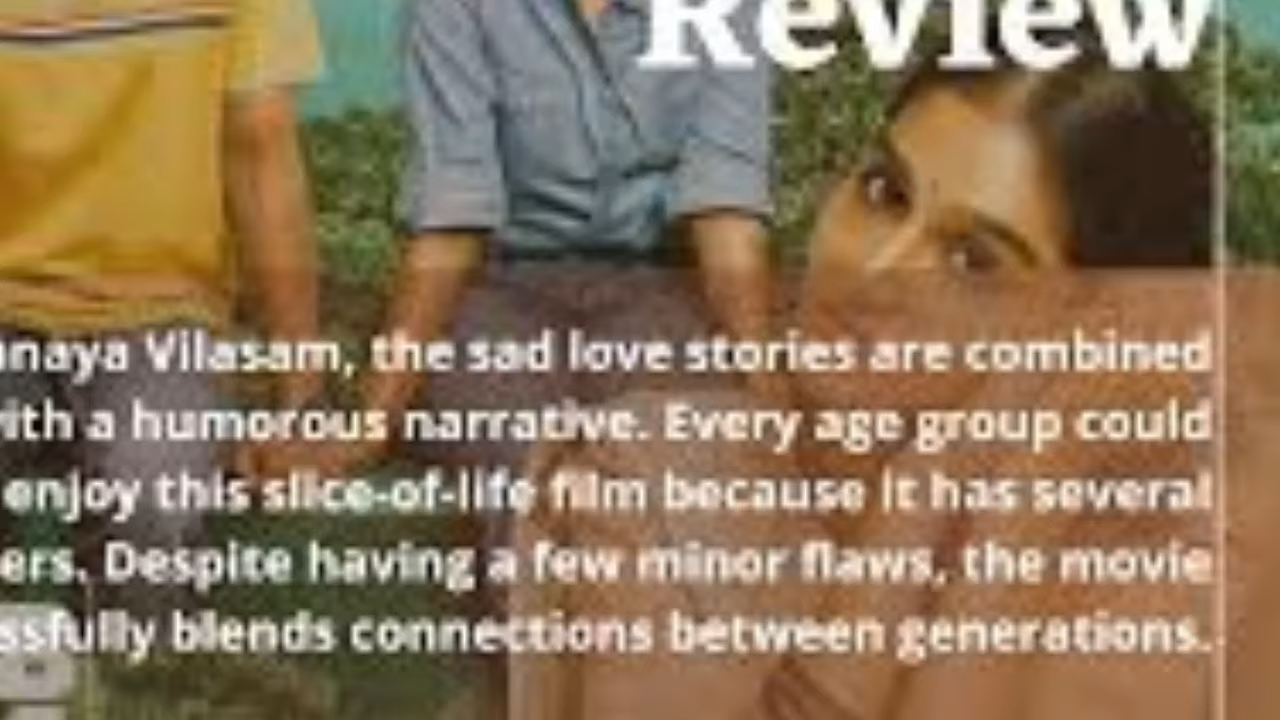 Review
anaya Vilasam, the sad love stories are combined
ith a humorous narrative. Every age group could
enjoy this slice-of-life film because it has several
ers. Despite having a few minor flaws, the movie
ssfully blends connections between generations.